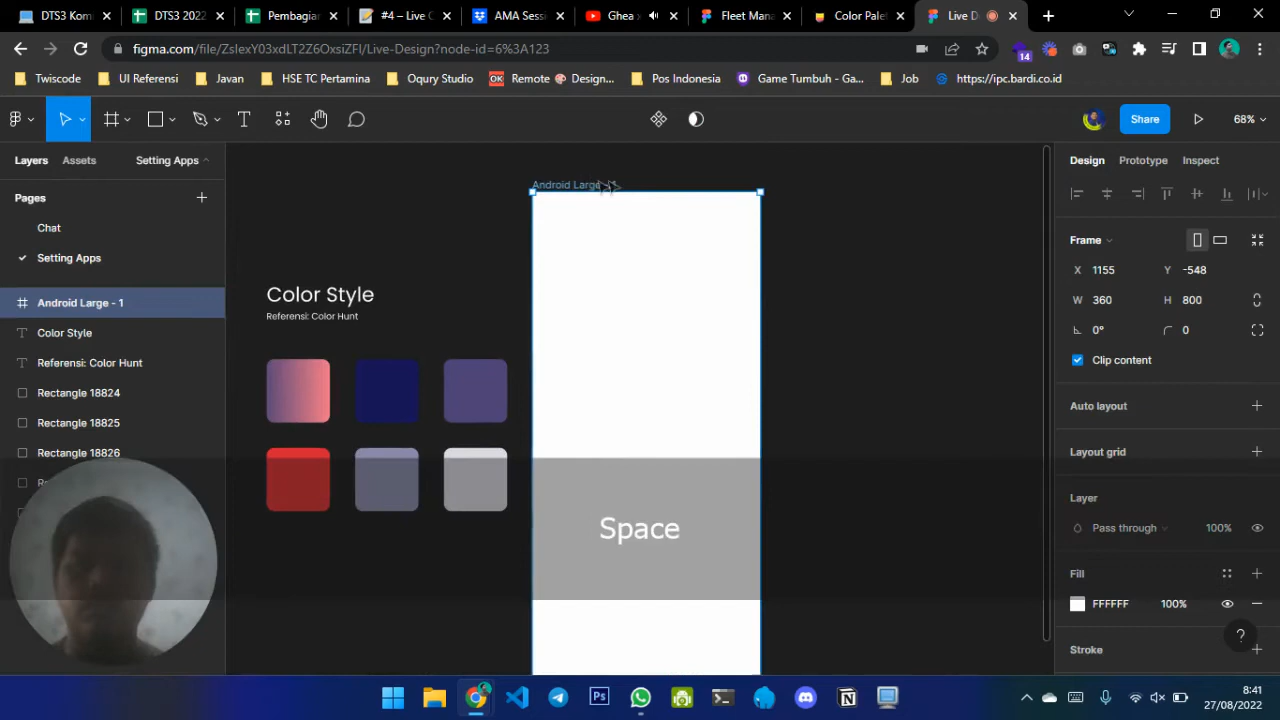 DTS3 Kom
DTS3 2022
Pembagian
#4 – Live C
AMA Sessi
Ghea x
Fleet Mana
Color Palet
Live D
figma.com/file/ZsIexY03xdLT2Z6OxsiZFI/Live-Design?node-id=6%3A123
14
Twiscode
UI Referensi
Javan
HSE TC Pertamina
Oqury Studio
OK Remote Design...
Pos Indonesia
Game Tumbuh - Ga...
Job
https://ipc.bardi.co.id
Share
68%
Layers
Assets
Setting Apps
Design
Prototype
Inspect
Pages
Chat
Setting Apps
Android Large - 1
Color Style
Referensi: Color Hunt
Rectangle 18824
Rectangle 18825
Rectangle 18826
Color Style
Referensi: Color Hunt
Android Large
Space
Frame
X 1155
Y -548
W 360
H 800
0°
0
Clip content
Auto layout
Layout grid
Layer
Pass through
100%
Fill
FFFFFF
100%
?
Stroke
Ps
8:41
27/08/2022